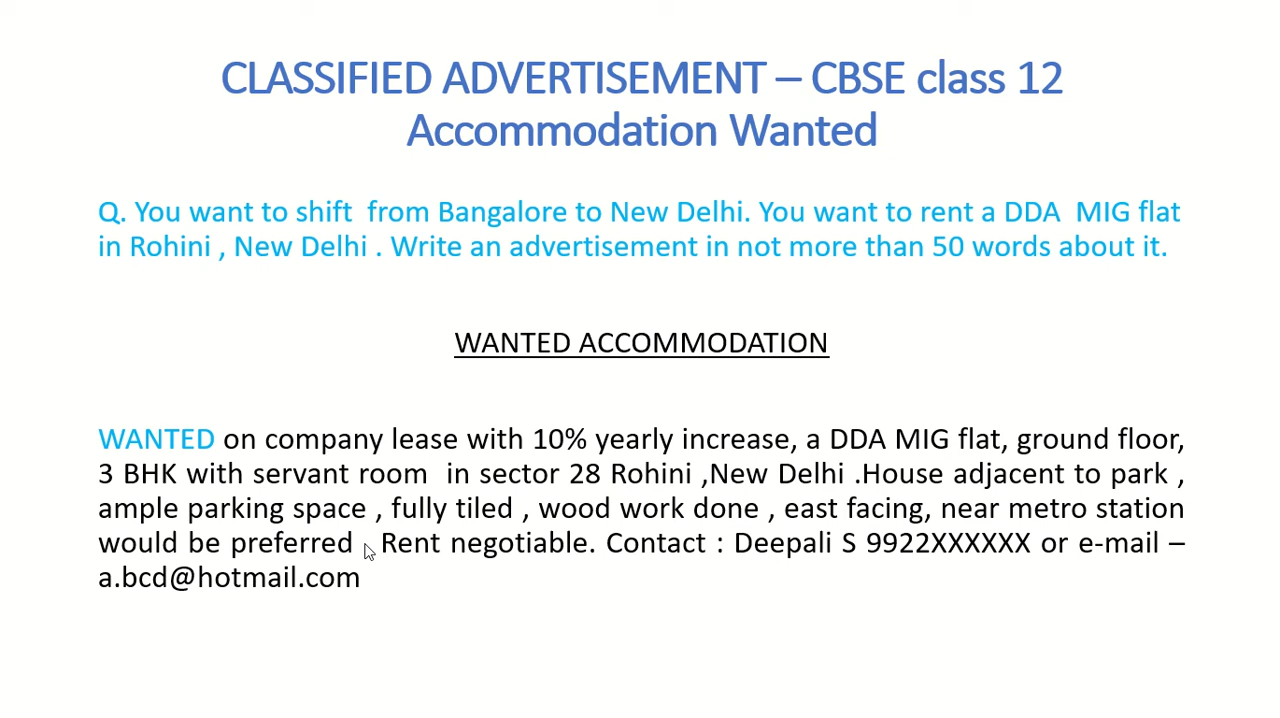 CLASSIFIED ADVERTISEMENT – CBSE class 12
Accommodation Wanted
Q. You want to shift  from Bangalore to New Delhi. You want to rent a DDA  MIG flat
in Rohini , New Delhi . Write an advertisement in not more than 50 words about it.
WANTED ACCOMMODATION
WANTED on company lease with 10% yearly increase, a DDA MIG flat, ground floor,
3 BHK with servant room  in sector 28 Rohini ,New Delhi .House adjacent to park ,
ample parking space , fully tiled , wood work done , east facing, near metro station
would be preferred , Rent negotiable. Contact : Deepali S 9922XXXXXX or e-mail –
a.bcd@hotmail.com